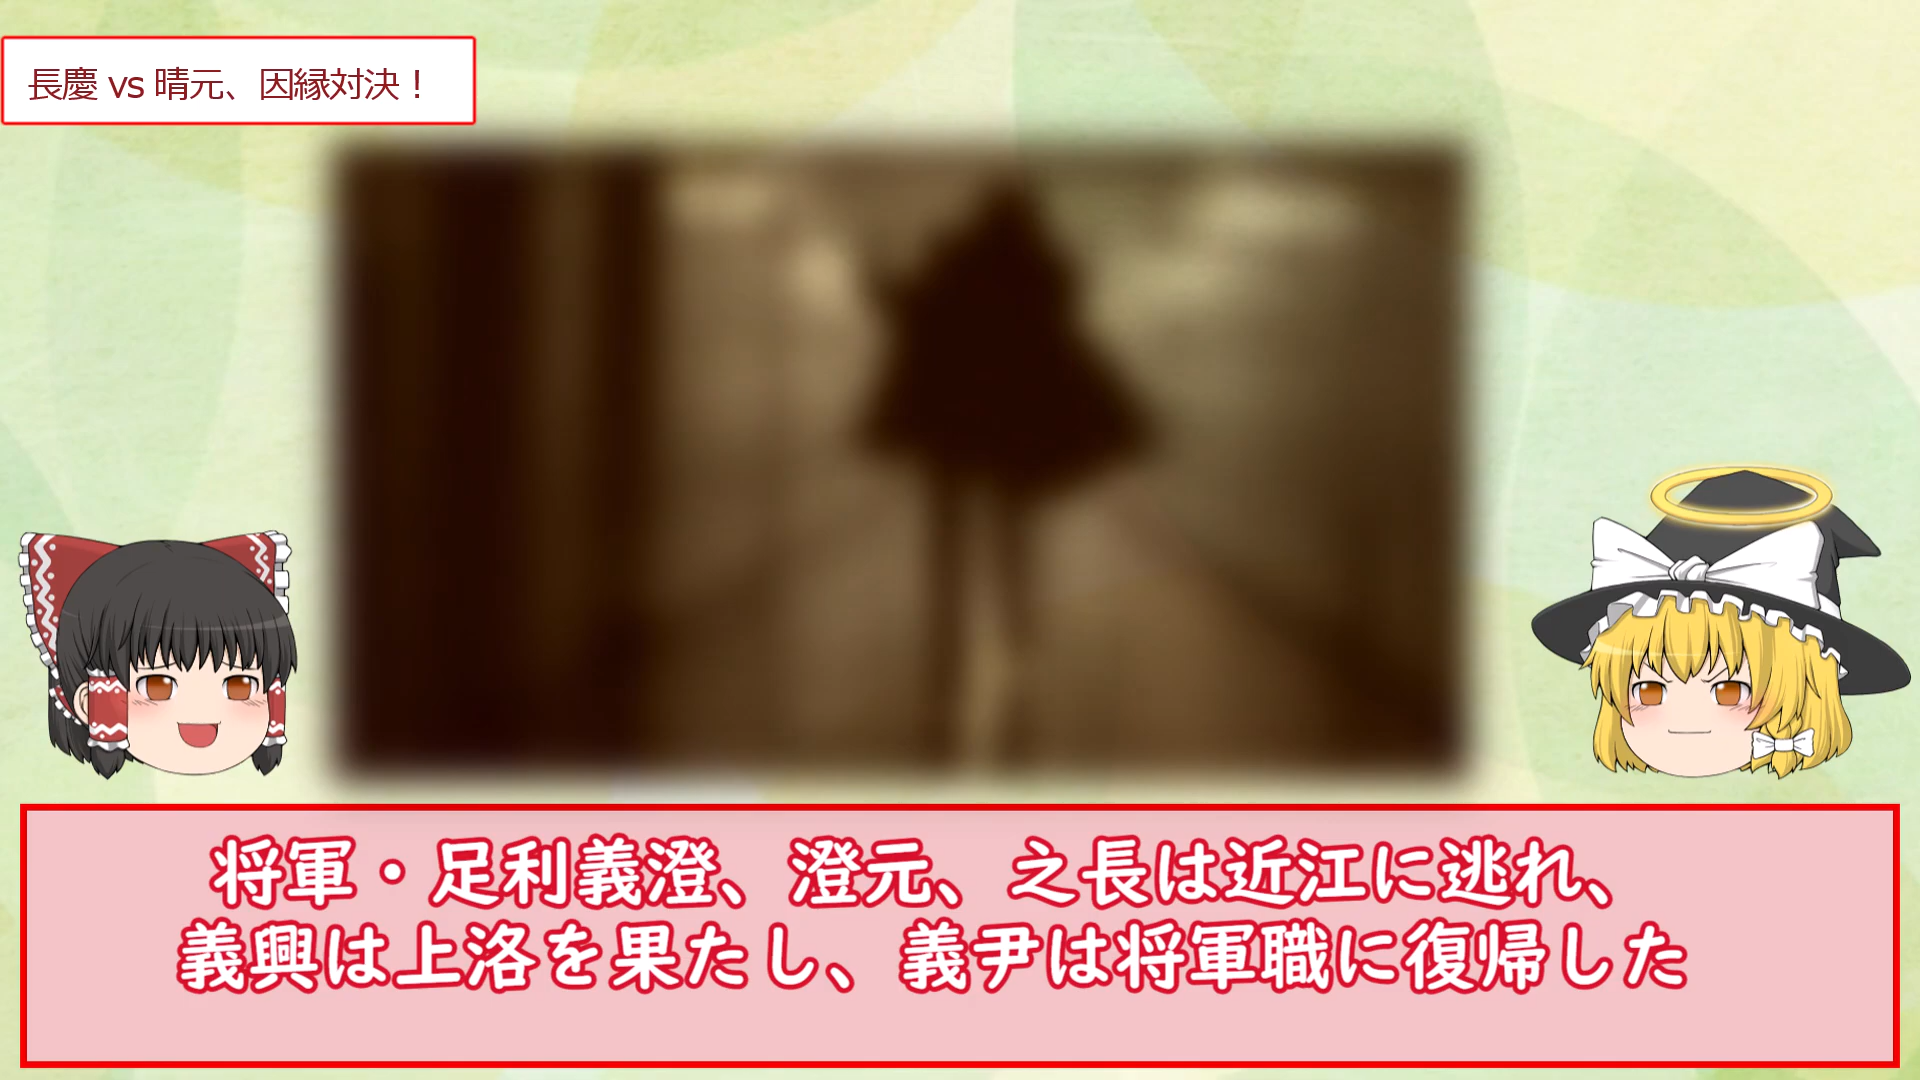 長慶 vs 晴元、因縁対決！
将軍・足利義澄、澄元、之長は近江に逃れ、
義興は上洛を果たし、義尹は将軍職に復帰した